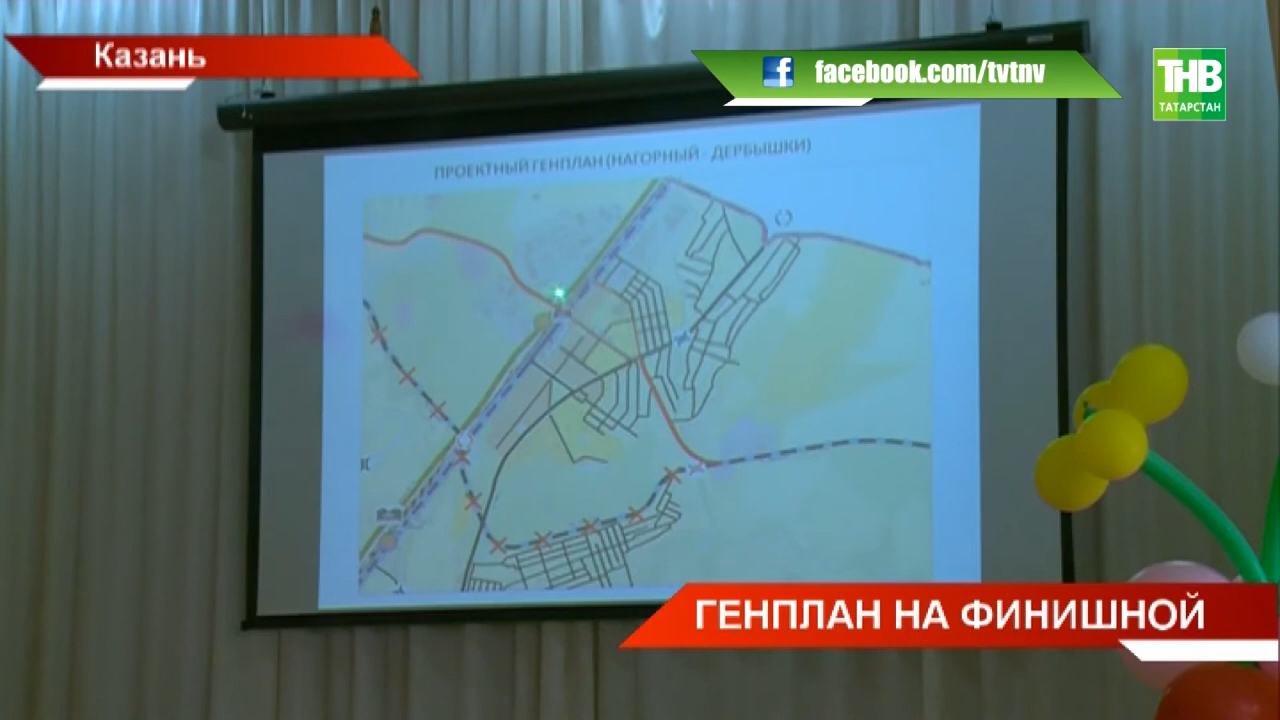 Казань
facebook.com/tvtnv
ТНВ
ТАТАРСТАН
ПРОЕКТНЫЙ ГЕНПЛАН (НАГОРНЫЙ - ДЕРБЫШКИ)
ГЕНПЛАН НА ФИНИШНОЙ